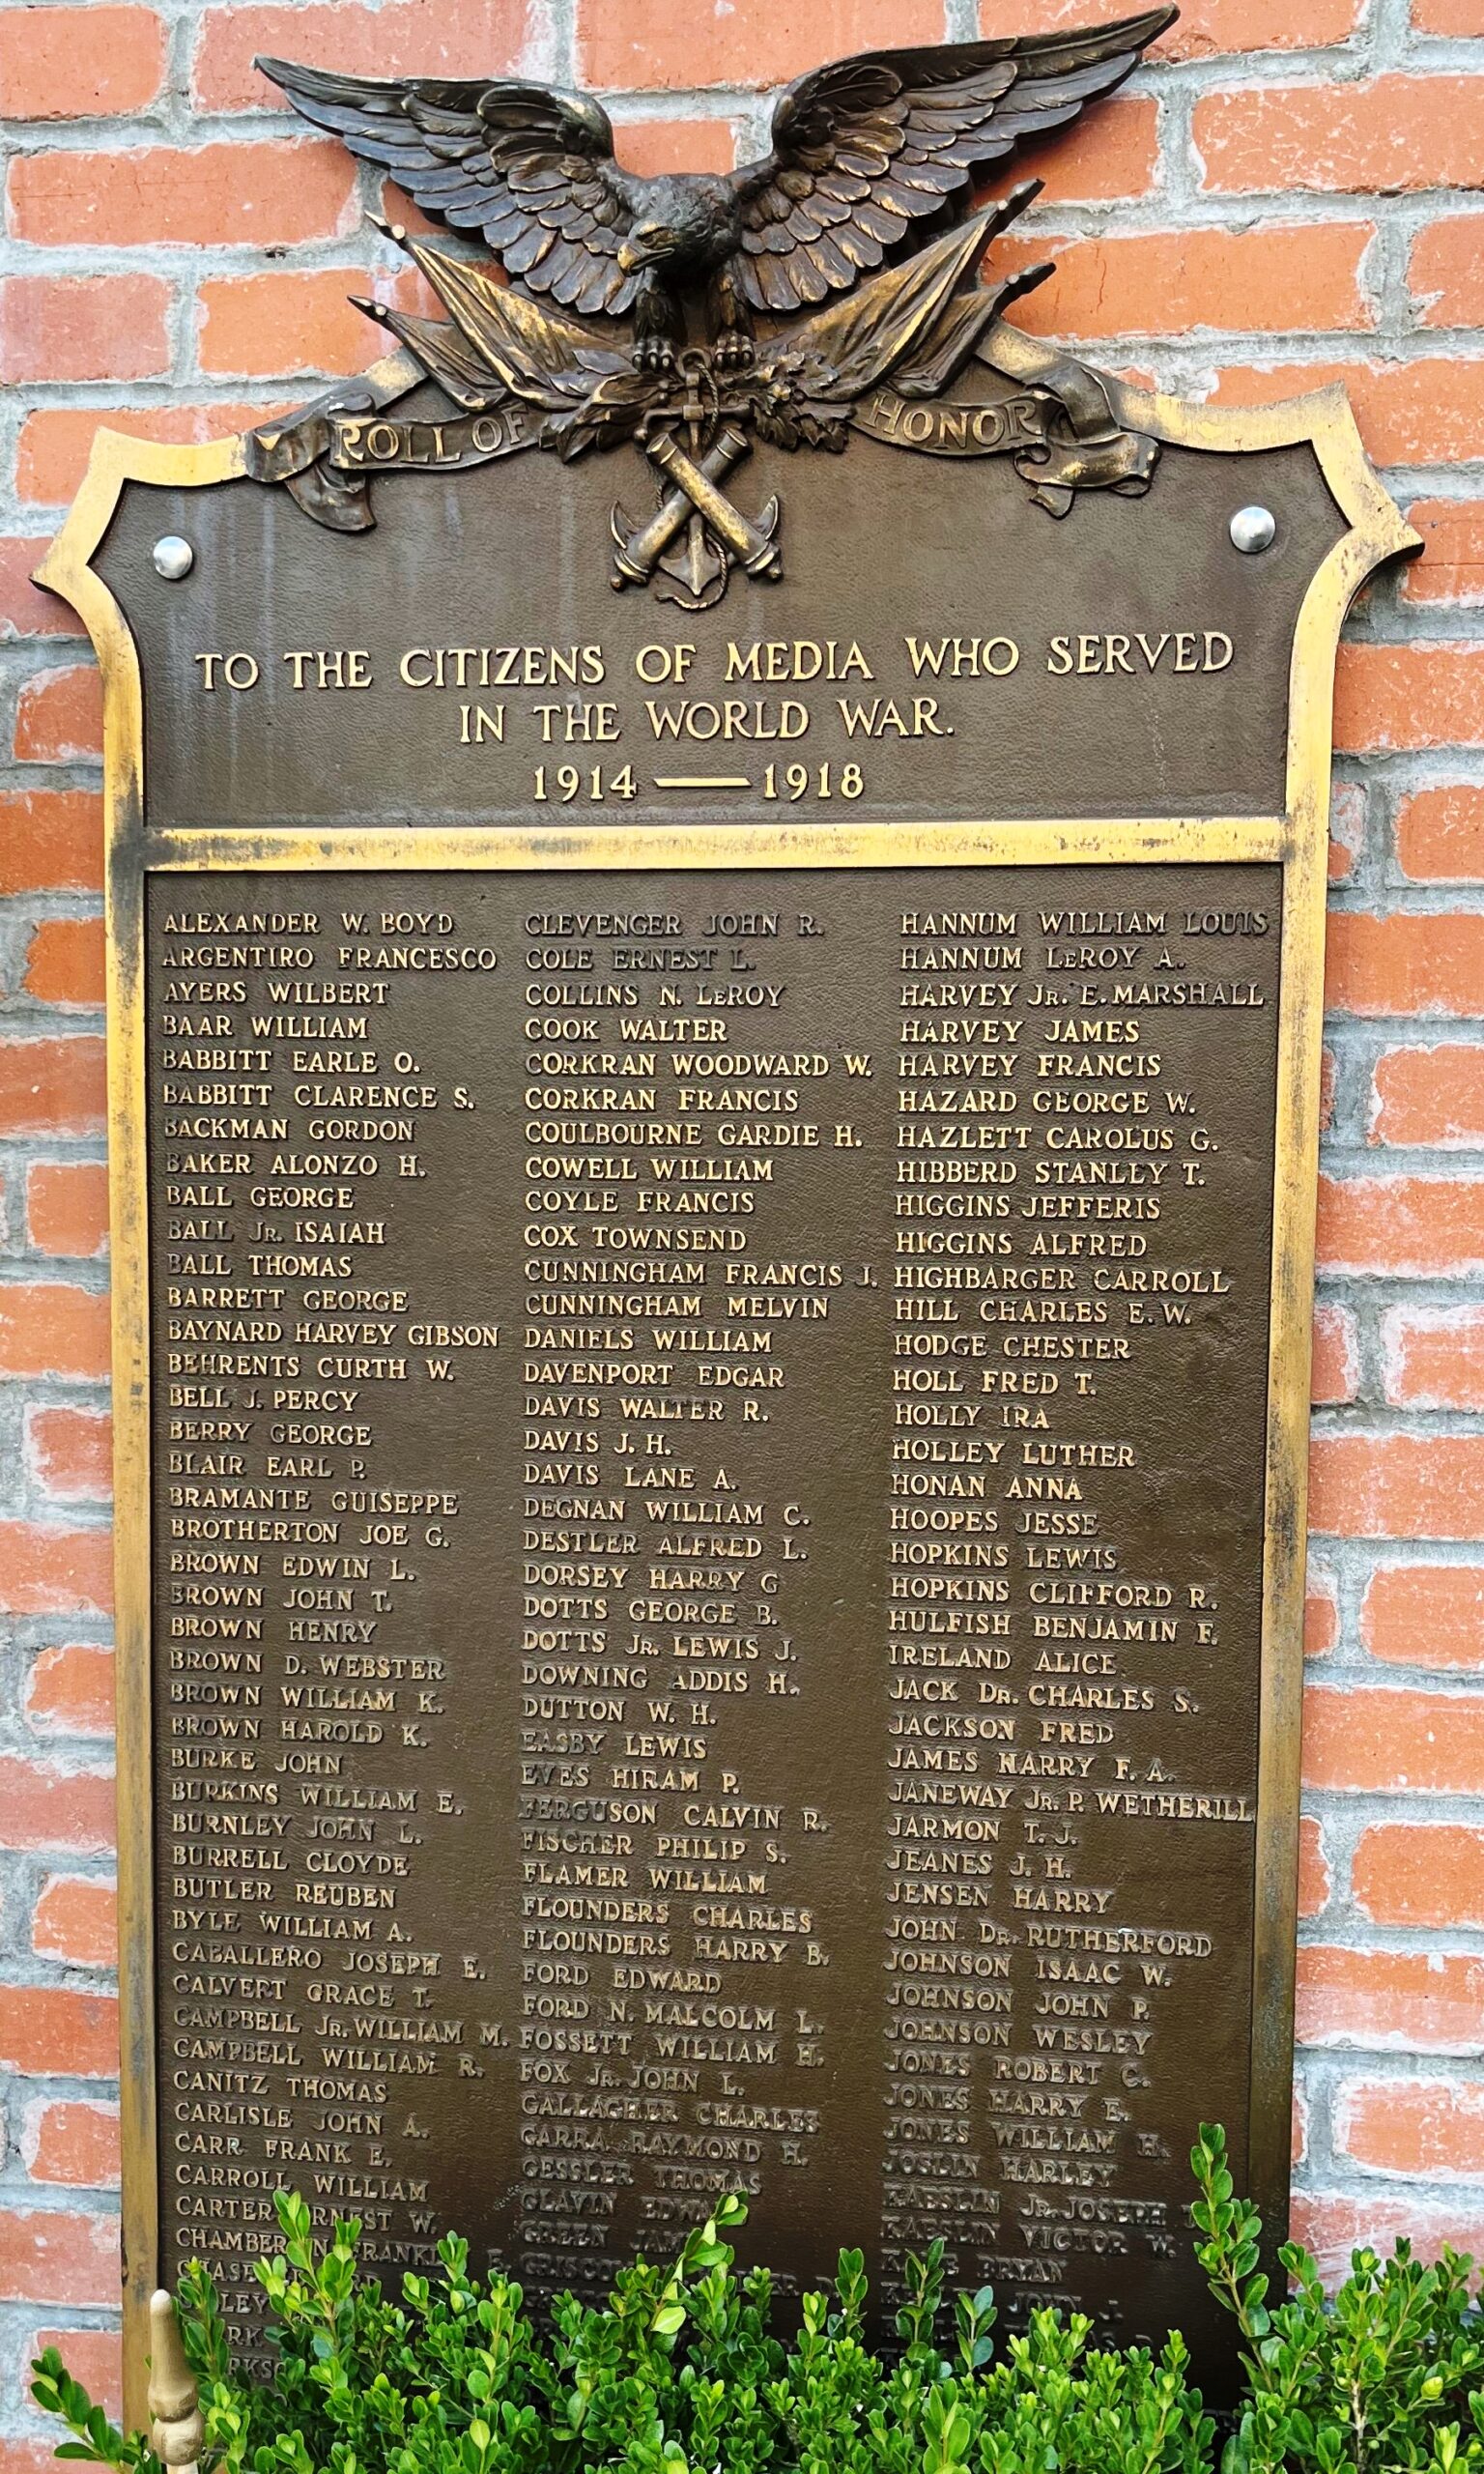 ROLL OF HONOR
TO THE CITIZENS OF MEDIA WHO SERVED
IN THE WORLD WAR.
1914 — 1918
ALEXANDER W. BOYD
ARGENTIRO FRANCESCO
AYERS WILBERT
BAAR WILLIAM
BABBITT EARLE O.
BABBITT CLARENCE S.
BACKMAN GORDON
BAKER ALONZO H.
BALL GEORGE
BALL JR. ISAIAH
BALL THOMAS
BARRETT GEORGE
BAYNARD HARVEY GIBSON
BEHRENTS CURTH W.
BELL J. PERCY
BERRY GEORGE
BLAIR EARL P.
BRAMANTE GUISEPPE
BROTHERTON JOE G.
BROWN EDWIN L.
BROWN JOHN T.
BROWN HENRY
BROWN D. WEBSTER
BROWN WILLIAM K.
BROWN HAROLD K.
BURKE JOHN
BURKINS WILLIAM E.
BURNLEY JOHN L.
BURRELL CLOYDE
BUTLER REUBEN
BYLE WILLIAM A.
CABALLERO JOSEPH E.
CALVERT GRACE T.
CAMPBELL JR. WILLIAM M.
CAMPBELL WILLIAM R.
CANITZ THOMAS
CARLISLE JOHN A.
CARR FRANK E.
CARROLL WILLIAM
CARTER W.
CLEVENGER JOHN R.
COLE ERNEST L.
COLLINS N. LEROY
COOK WALTER
CORKRAN WOODWARD W.
CORKRAN FRANCIS
COULBOURNE GARDIE H.
COWELL WILLIAM
COYLE FRANCIS
COX TOWNSEND
CUNNINGHAM FRANCIS J.
CUNNINGHAM MELVIN
DANIELS WILLIAM
DAVENPORT EDGAR
DAVIS WALTER R.
DAVIS J. H.
DAVIS LANE A.
DEGNAN WILLIAM C.
DESTLER ALFRED L.
DORSEY HARRY G
DOTTS GEORGE B.
DOTTS JR. LEWIS J.
DOWNING ADDIS H.
DUTTON W. H.
EASBY LEWIS
EVES HIRAM P.
FERGUSON CALVIN R.
FISCHER PHILIP S.
FLAMER WILLIAM
FLOUNDERS CHARLES
FLOUNDERS HARRY B.
FORD EDWARD
FORD N. MALCOLM L.
FOSSETT WILLIAM H.
FOX JR. JOHN L.
GALLAGHER CHARLES
GARRA RAYMOND H.
GESSLER THOMAS
GLAVIN
GREEN
HANNUM WILLIAM LOUIS
HANNUM LEROY A.
HARVEY JR. E. MARSHALL
HARVEY JAMES
HARVEY FRANCIS
HAZARD GEORGE W.
HAZLETT CAROLUS G.
HIBBERD STANLEY T.
HIGGINS JEFFERIS
HIGGINS ALFRED
HIGHBARGER CARROLL
HILL CHARLES E. W.
HODGE CHESTER
HOLL FRED T.
HOLLY IRA
HOLLEY LUTHER
HONAN ANNA
HOOPES JESSE
HOPKINS LEWIS
HOPKINS CLIFFORD R.
HULFISH BENJAMIN F.
IRELAND ALICE
JACK DR. CHARLES S.
JACKSON FRED
JAMES HARRY F. A.
JANEWAY JR. P. WETHERILL
JARMON T. J.
JEANES J. H.
JENSEN HARRY
JOHN DR. RUTHERFORD
JOHNSON ISAAC W.
JOHNSON JOHN P.
JOHNSON WESLEY
JONES ROBERT C.
JONES HARRY E.
JONES WILLIAM H.
JOSLIN HARLEY
KAESLIN JR. JOSEPH
KAESLIN VICTOR W.
BRYAN
JOHN J.